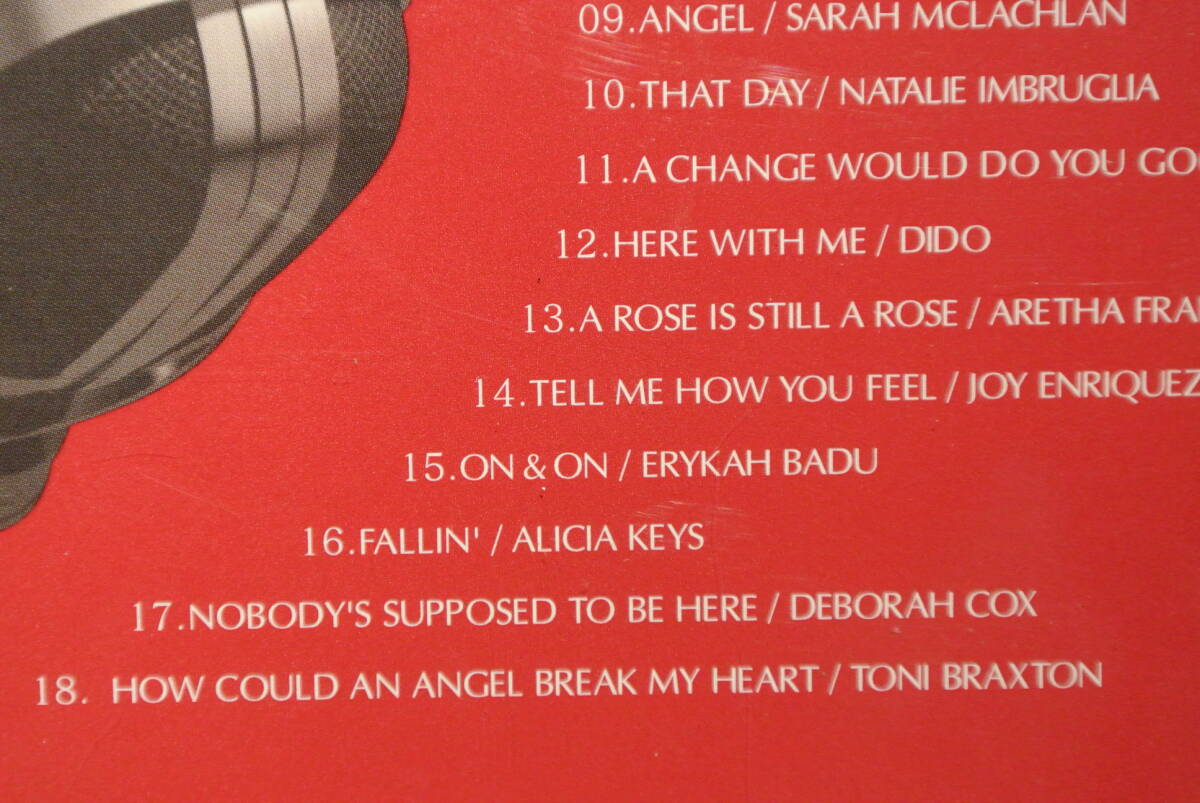 09.ANGEL / SARAH MCLACHLAN
10.THAT DAY / NATALIE IMBRUGLIA
11.A CHANGE WOULD DO YOU
12.HERE WITH ME / DIDO
13.A ROSE IS STILL A ROSE / ARETHA
14.TELL ME HOW YOU FEEL / JOY ENRIQUEZ
15.ON & ON / ERYKAH BADU
16.FALLIN' / ALICIA KEYS
17.NOBODY'S SUPPOSED TO BE HERE / DEBORAH COX
18. HOW COULD AN ANGEL BREAK MY HEART / TONI BRAXTON